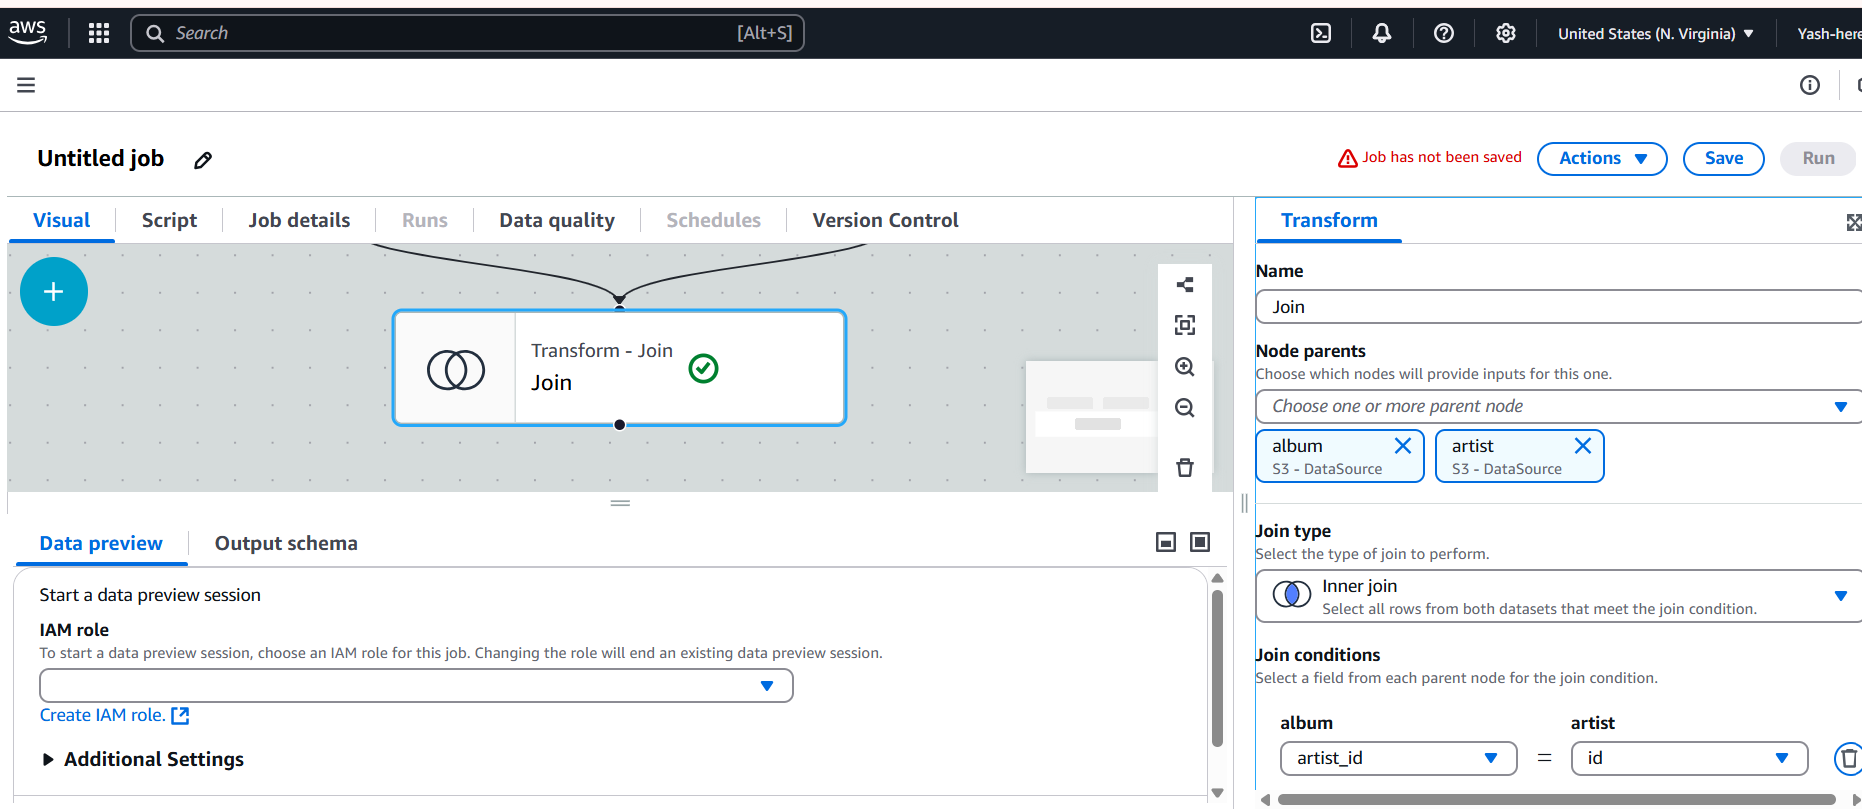 aws
Search [Alt+S]
United States (N. Virginia)
Yash-here
Untitled job
Job has not been saved
Actions
Save
Run
Visual
Script
Job details
Runs
Data quality
Schedules
Version Control
Transform - Join
Join
Data preview
Output schema
Start a data preview session
IAM role
To start a data preview session, choose an IAM role for this job. Changing the role will end an existing data preview session.
Create IAM role.
Additional Settings
Transform
Name
Join
Node parents
Choose which nodes will provide inputs for this one.
Choose one or more parent node
album
S3 - DataSource
artist
S3 - DataSource
Join type
Select the type of join to perform.
Inner join
Select all rows from both datasets that meet the join condition.
Join conditions
Select a field from each parent node for the join condition.
album
artist
artist_id = id